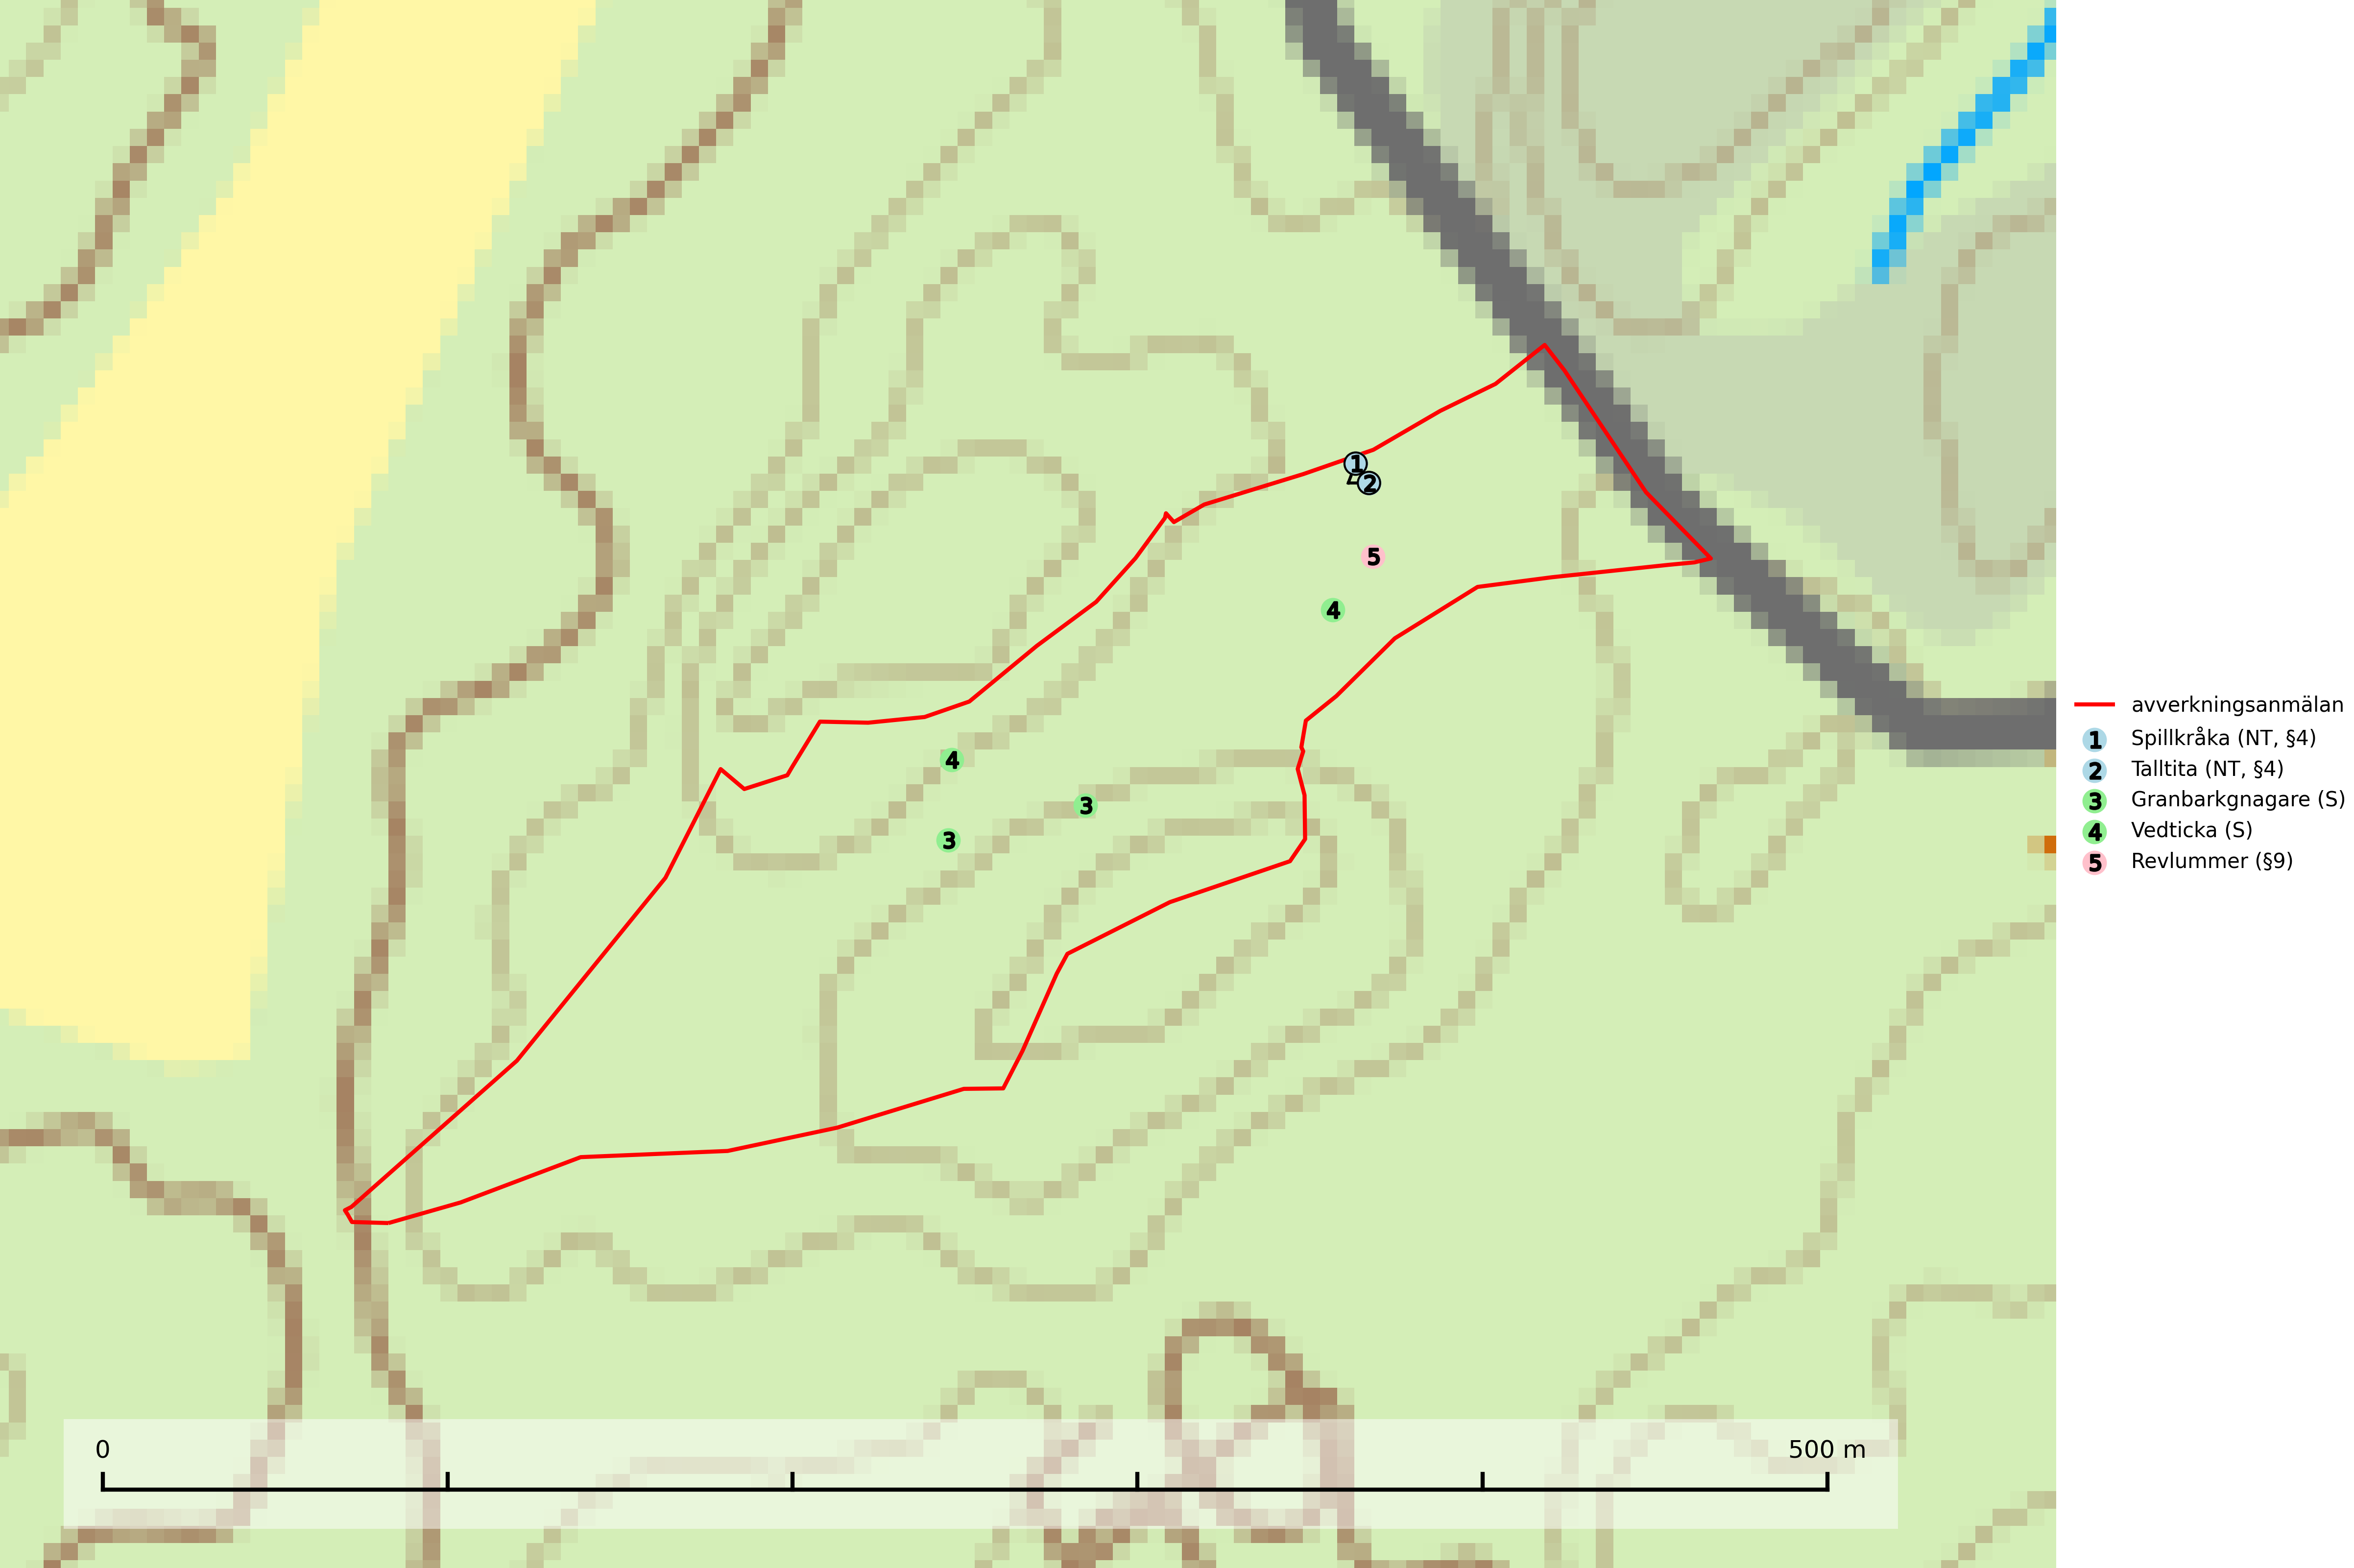 1
2
5
4
4
3
3
avverkningsanmälan
1 Spillkråka (NT, §4)
2 Talltita (NT, §4)
3 Granbarkgnagare (S)
4 Vedticka (S)
5 Revlummer (§9)
0 500 m